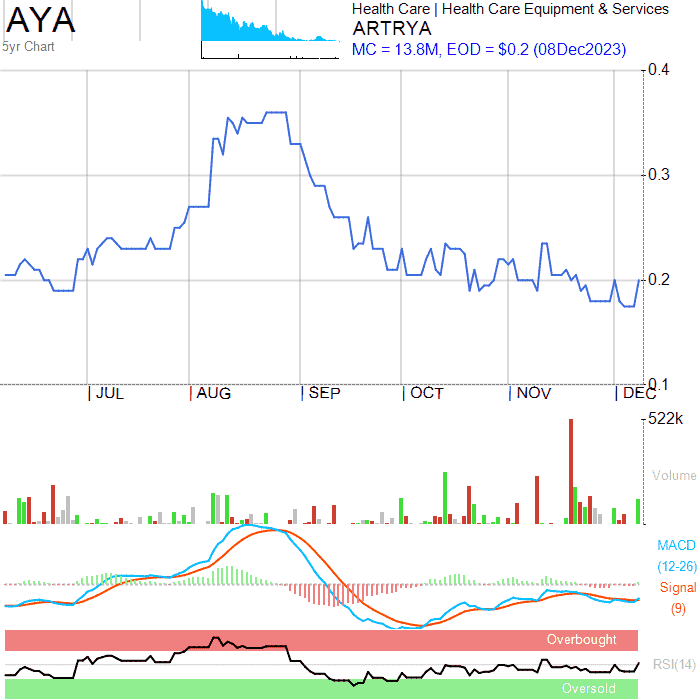 AYA
5yr Chart
Health Care | Health Care Equipment & Services
ARTRYA
MC = 13.8M, EOD = $0.2 (08Dec2023)
0.4
0.3
0.2
0.1
JUL AUG SEP OCT NOV DEC
522k
Volume
MACD
(12-26)
Signal
(9)
Overbought
RSI(14)
Oversold